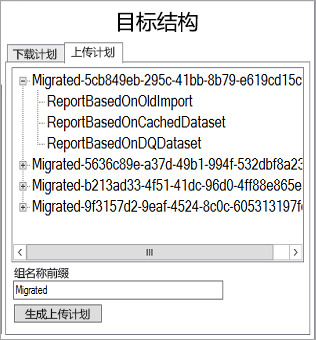 目标结构
下载计划 上传计划
Migrated-5cb849eb-295c-41bb-8b79-e619cd15c
ReportBasedOnOldImport
ReportBasedOnCachedDataset
ReportBasedOnDQDataset
Migrated-5636c89e-a37d-49b1-994f-532dbf8a23
Migrated-b213ad33-4f51-41dc-96d0-4ff88e865e
Migrated-9f3157d2-9eaf-4524-8c0c-605313197f
组名称前缀
Migrated
生成上传计划